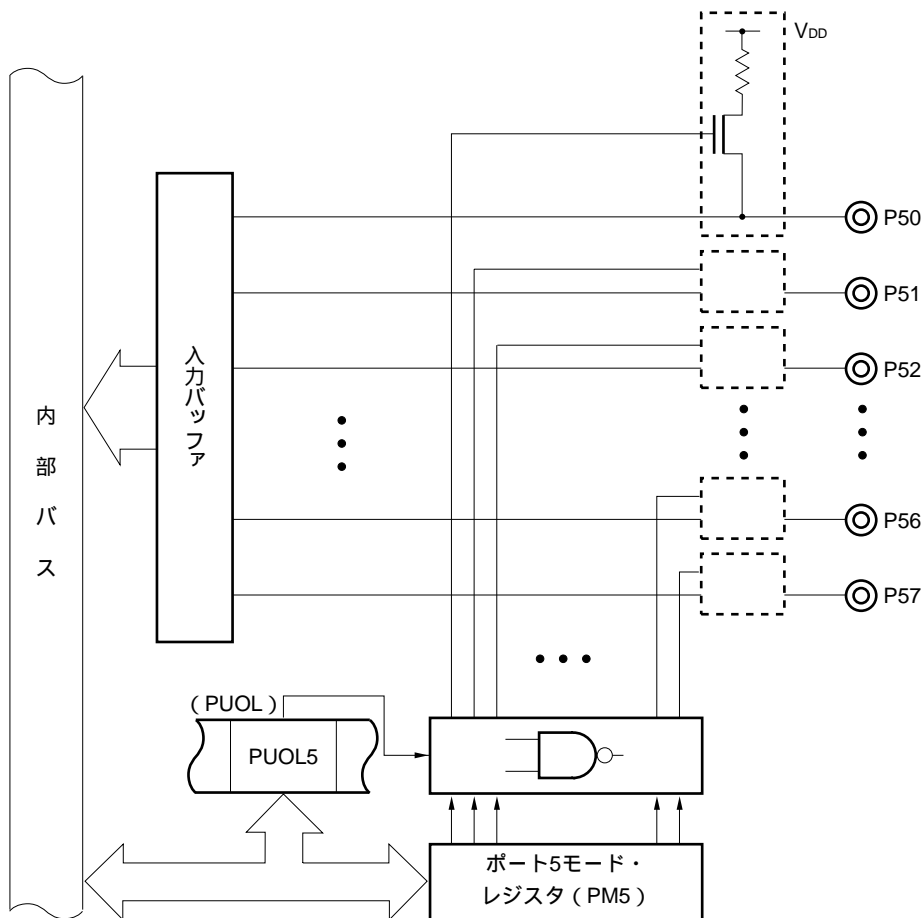 VDD
P50
P51
P52
P56
P57
入力バッファ
内部バス
（PUOL）
PUOL5
ポート5モード・
レジスタ（PM5）